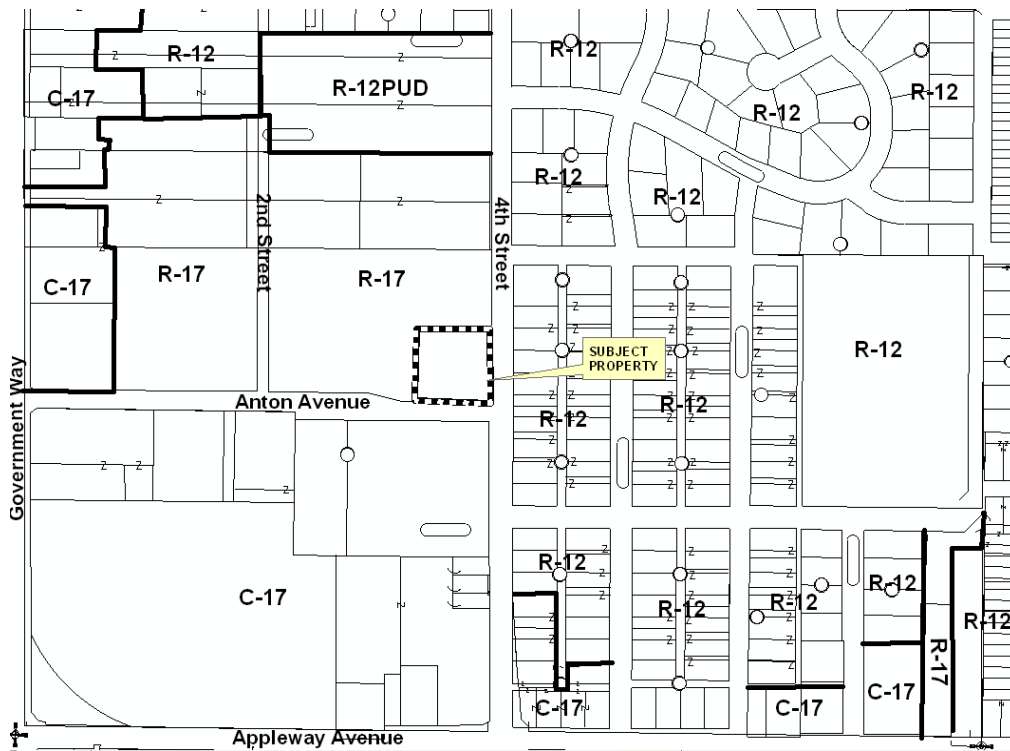 R-12
R-12
C-17
R-12PUD
R-12
R-12
R-12
R-12
2nd Street
4th Street
C-17
R-17
R-17
R-12
SUBJECT
PROPERTY
Government Way
Anton Avenue
R-12
R-12
R-12
C-17
R-12
R-12
R-12
R-12
R-17
C-17
C-17
C-17
Appleway Avenue